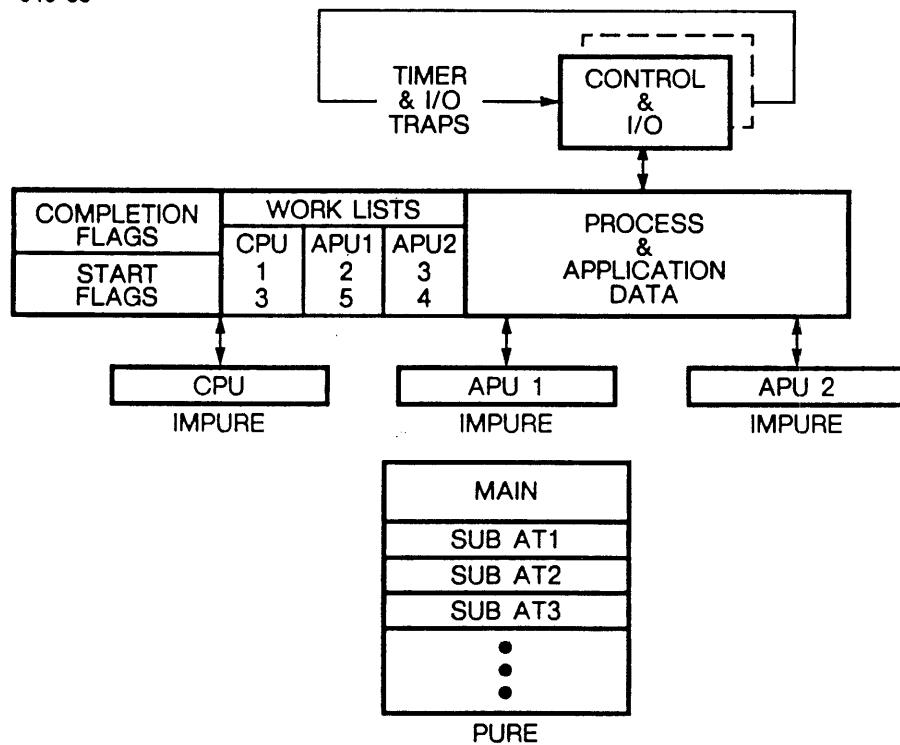 TIMER
& I/O
TRAPS
CONTROL
&
I/O
COMPLETION
FLAGS
START
FLAGS
WORK LISTS
CPU APU1 APU2
1 2 3
3 5 4
PROCESS
&
APPLICATION
DATA
CPU
APU 1
APU 2
IMPURE
IMPURE
IMPURE
MAIN
SUB AT1
SUB AT2
SUB AT3
PURE